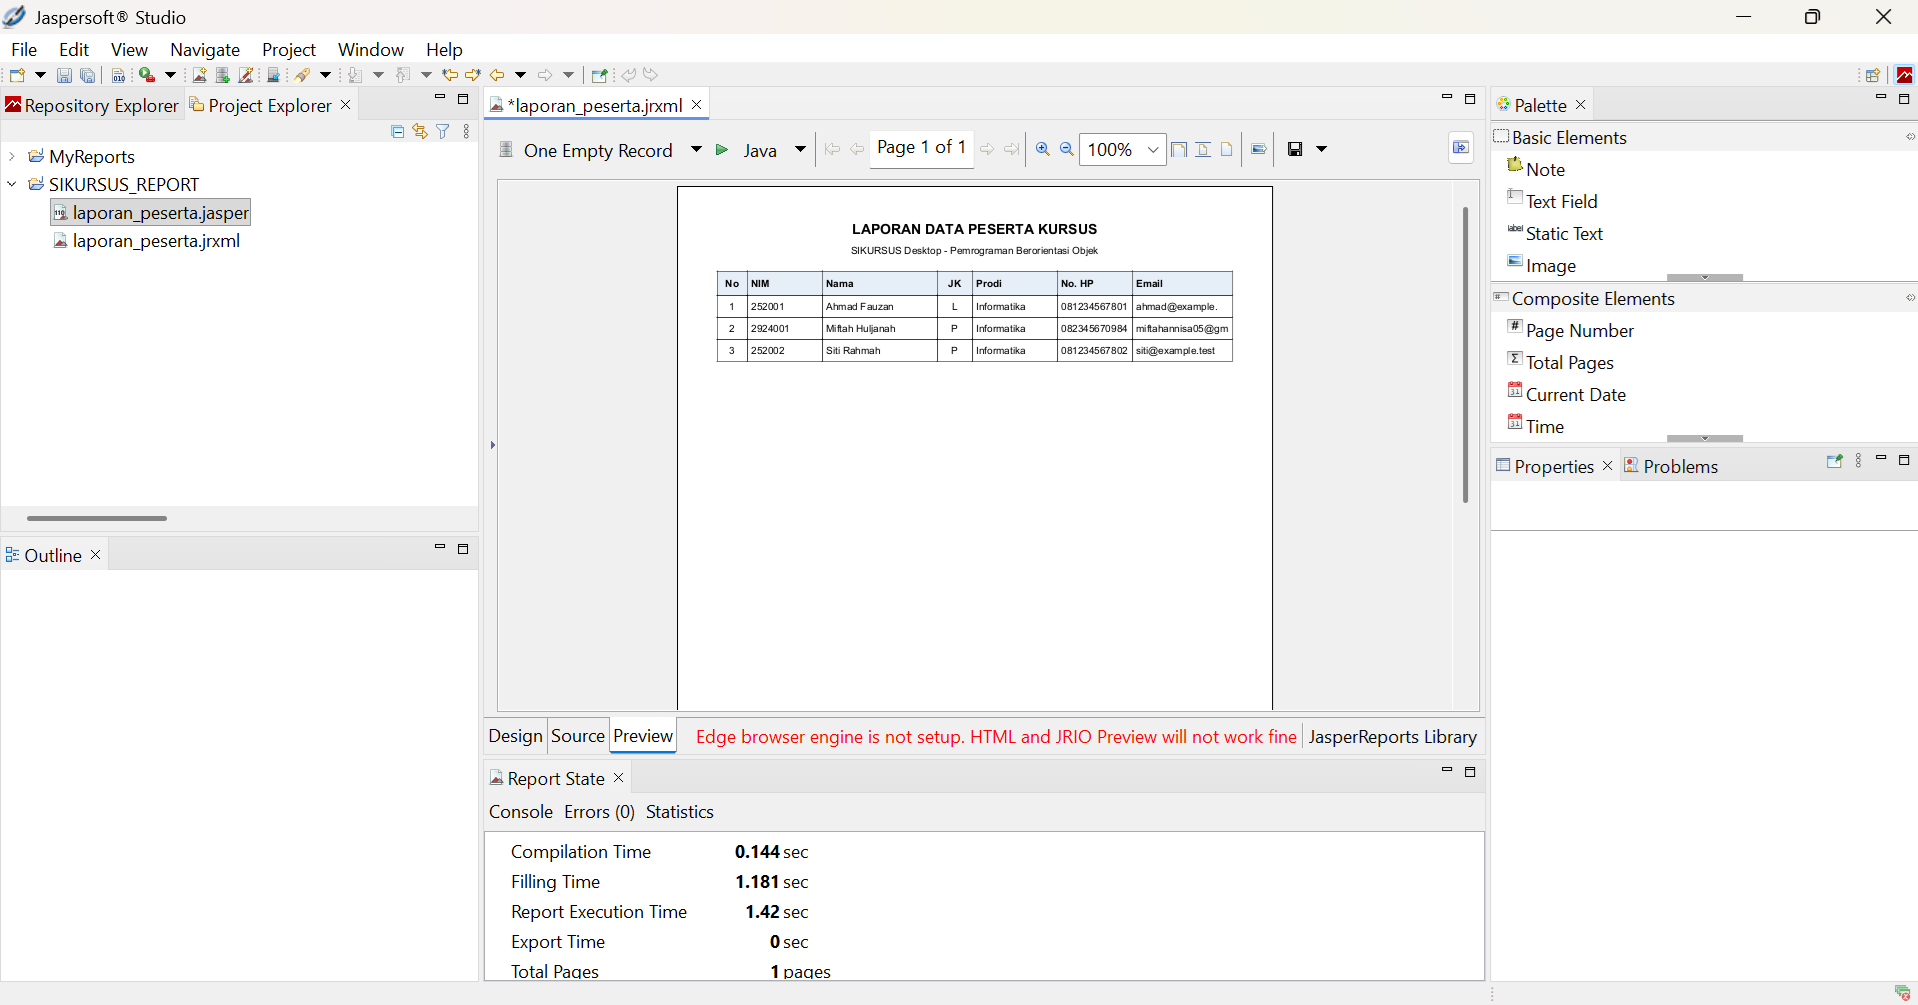 Jaspersoft® Studio
File Edit View Navigate Project Window Help
Repository Explorer Project Explorer
MyReports
SIKURSUS_REPORT
laporan_peserta.jasper
laporan_peserta.jrxml
Outline
*laporan_peserta.jrxml
One Empty Record Java Page 1 of 1 100%
LAPORAN DATA PESERTA KURSUS
SIKURSUS Desktop - Pemrograman Berorientasi Objek
No NIM Nama JK Prodi No. HP Email
1 252001 Ahmad Fauzan L Informatika 081234567801 ahmad@example.
2 2924001 Miftah Huljanah P Informatika 082345670984 miftahannisa05@gm
3 252002 Siti Rahmah P Informatika 081234567802 siti@example.test
Design Source Preview Edge browser engine is not setup. HTML and JRIO Preview will not work fine JasperReports Library
Report State
Console Errors (0) Statistics
Compilation Time 0.144 sec
Filling Time 1.181 sec
Report Execution Time 1.42 sec
Export Time 0 sec
Total Pages 1 pages
Palette
Basic Elements
Note
Text Field
label Static Text
Image
Composite Elements
# Page Number
Σ Total Pages
31 Current Date
31 Time
Properties Problems